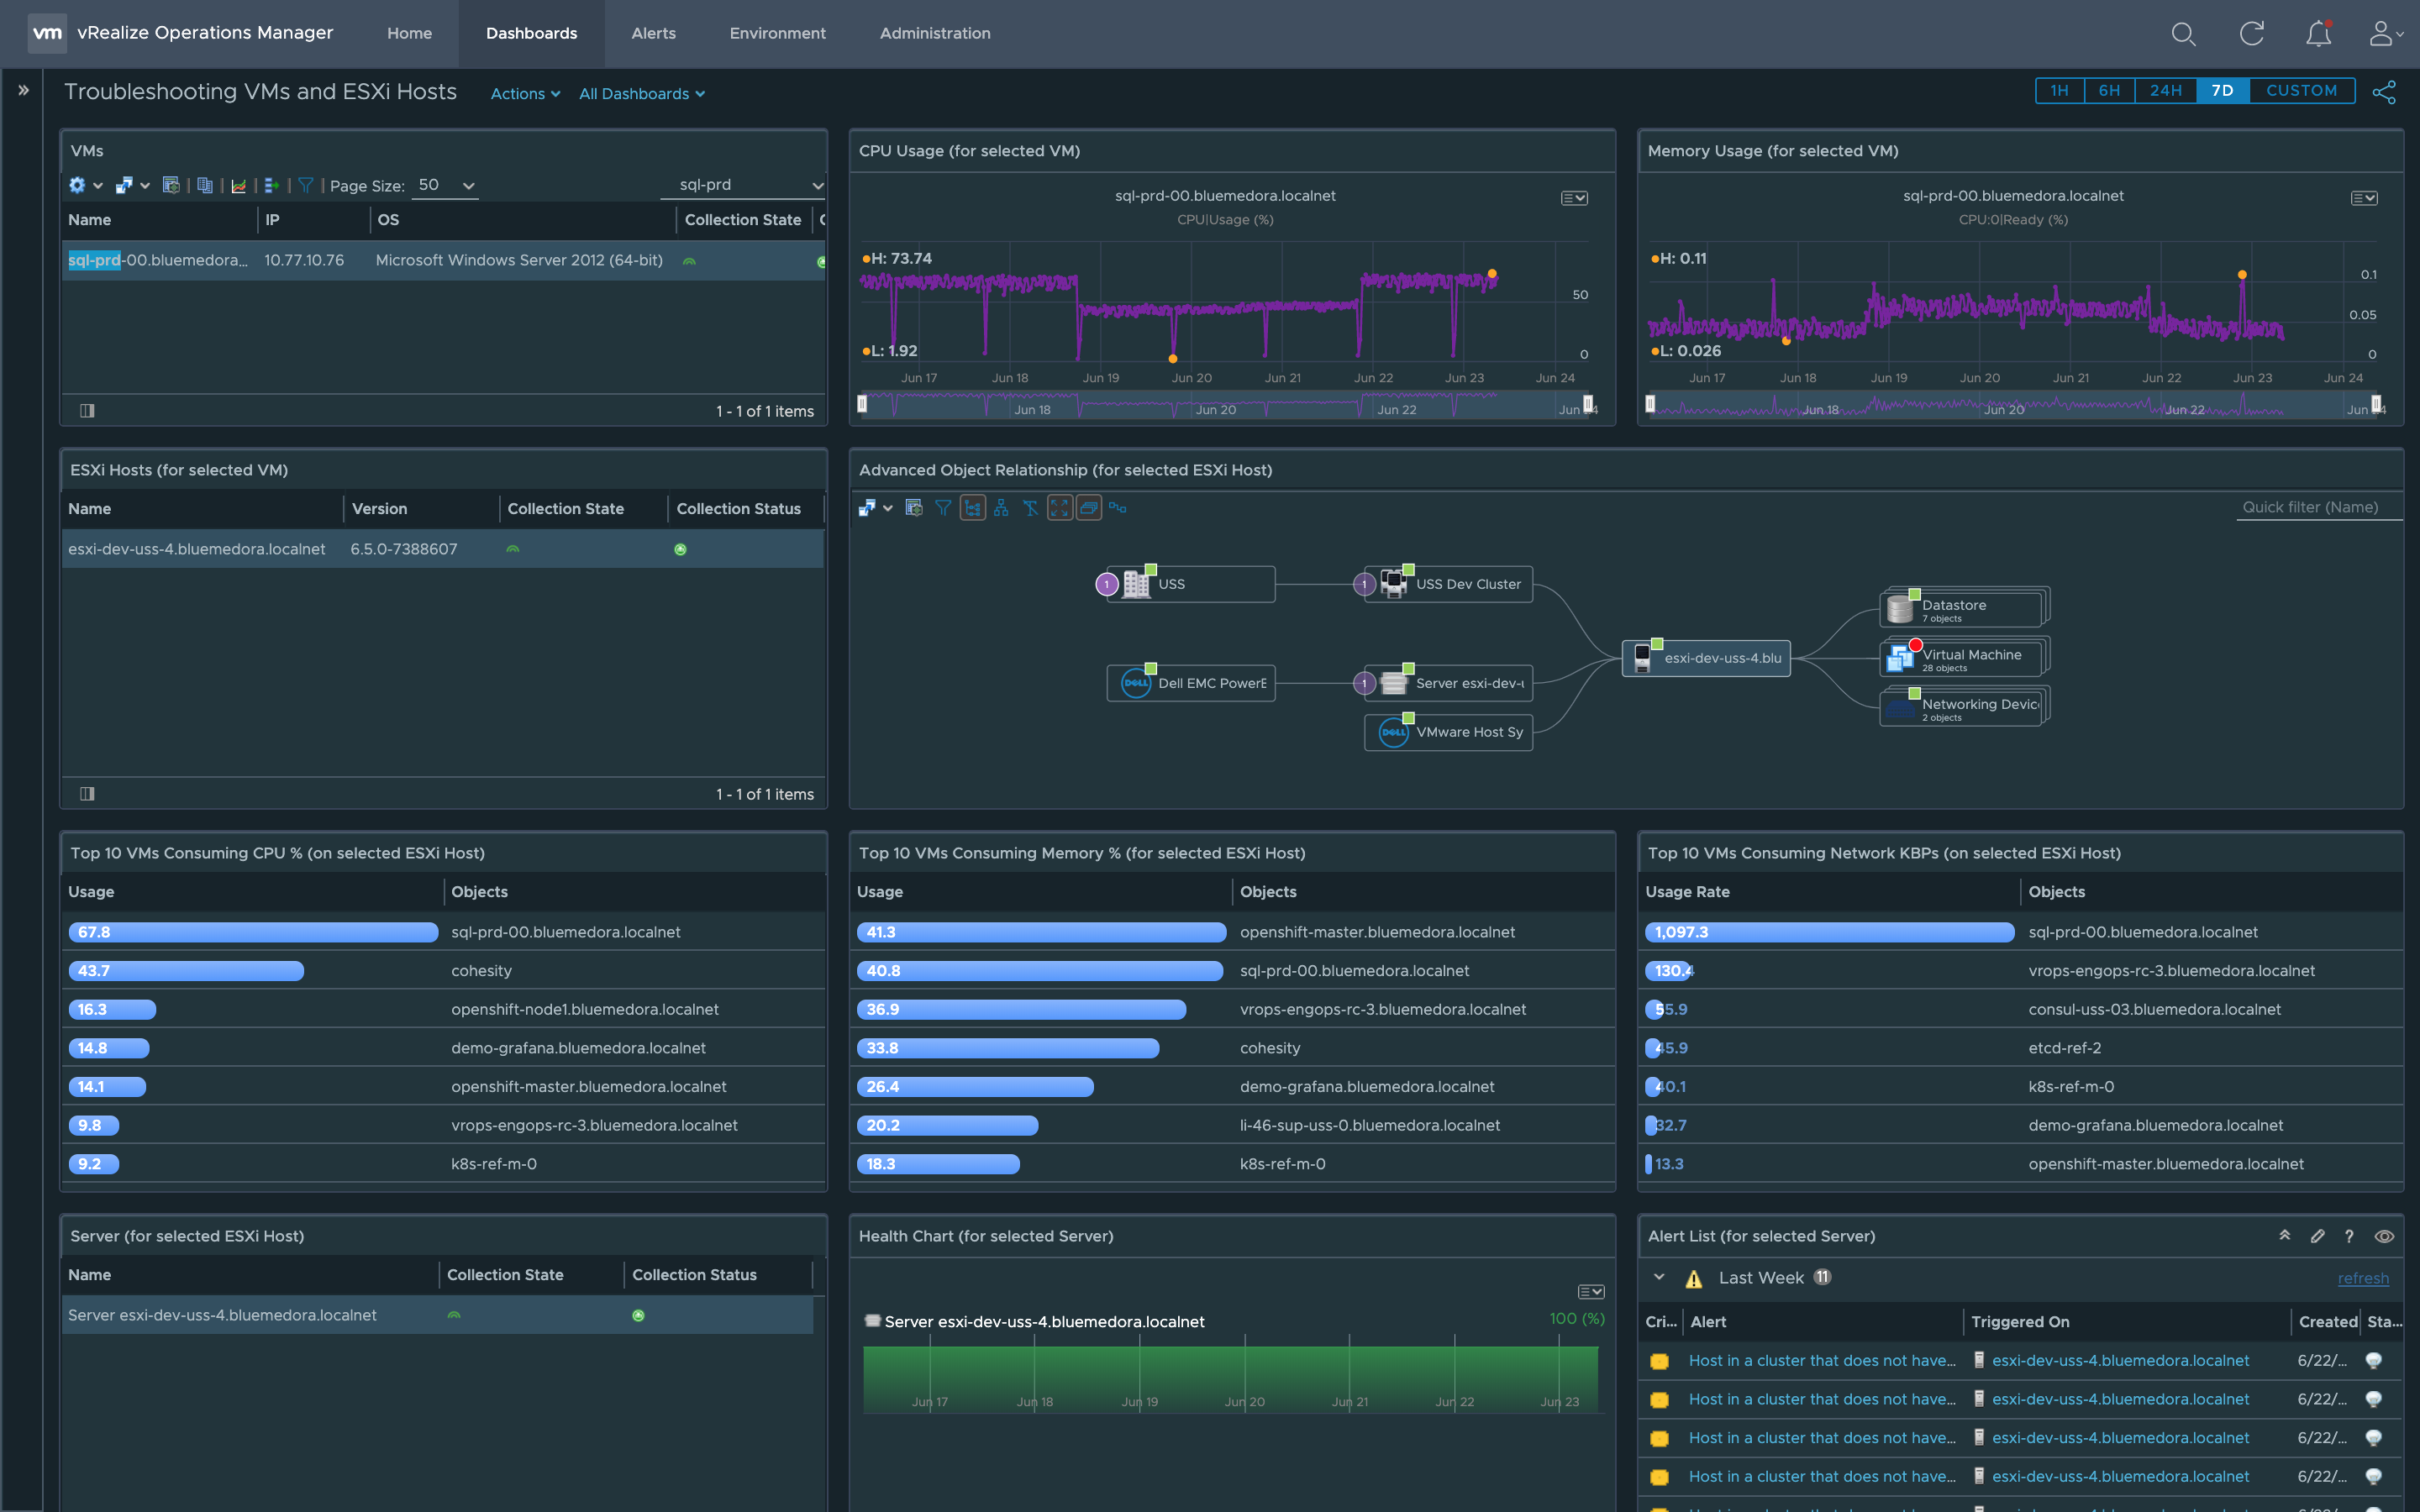 vm vRealize Operations Manager Home Dashboards Alerts Environment Administration
Troubleshooting VMs and ESXi Hosts Actions All Dashboards 1H 6H 24H 7D CUSTOM
VMs
Page Size: 50 sql-prd
Name IP OS Collection State
sql-prd-00.bluemedora... 10.77.10.76 Microsoft Windows Server 2012 (64-bit)
1 - 1 of 1 items
CPU Usage (for selected VM)
sql-prd-00.bluemedora.localnet
CPU|Usage (%)
H: 73.74
50
L: 1.92
0
Jun 17 Jun 18 Jun 19 Jun 20 Jun 21 Jun 22 Jun 23 Jun 24
Jun 18 Jun 20 Jun 22 Jun
Memory Usage (for selected VM)
sql-prd-00.bluemedora.localnet
CPU:0|Ready (%)
H: 0.11
0.1
0.05
L: 0.026
0
Jun 17 Jun 18 Jun 19 Jun 20 Jun 21 Jun 22 Jun 23 Jun 24
Jun 18 Jun 20 Jun 22 Jun
ESXi Hosts (for selected VM)
Name Version Collection State Collection Status
esxi-dev-uss-4.bluemedora.localnet 6.5.0-7388607
1 - 1 of 1 items
Advanced Object Relationship (for selected ESXi Host)
Quick filter (Name)
1 USS
1 USS Dev Cluster
DELL Dell EMC PowerE
1 Server esxi-dev-u
DELL VMware Host Sy
esxi-dev-uss-4.blu
Datastore
7 objects
Virtual Machine
28 objects
Networking Devic
2 objects
Top 10 VMs Consuming CPU % (on selected ESXi Host)
Usage Objects
67.8 sql-prd-00.bluemedora.localnet
43.7 cohesity
16.3 openshift-node1.bluemedora.localnet
14.8 demo-grafana.bluemedora.localnet
14.1 openshift-master.bluemedora.localnet
9.8 vrops-engops-rc-3.bluemedora.localnet
9.2 k8s-ref-m-0
Top 10 VMs Consuming Memory % (for selected ESXi Host)
Usage Objects
41.3 openshift-master.bluemedora.localnet
40.8 sql-prd-00.bluemedora.localnet
36.9 vrops-engops-rc-3.bluemedora.localnet
33.8 cohesity
26.4 demo-grafana.bluemedora.localnet
20.2 li-46-sup-uss-0.bluemedora.localnet
18.3 k8s-ref-m-0
Top 10 VMs Consuming Network KBPs (on selected ESXi Host)
Usage Rate Objects
1,097.3 sql-prd-00.bluemedora.localnet
130.4 vrops-engops-rc-3.bluemedora.localnet
55.9 consul-uss-03.bluemedora.localnet
45.9 etcd-ref-2
40.1 k8s-ref-m-0
32.7 demo-grafana.bluemedora.localnet
13.3 openshift-master.bluemedora.localnet
Server (for selected ESXi Host)
Name Collection State Collection Status
Server esxi-dev-uss-4.bluemedora.localnet
Health Chart (for selected Server)
Server esxi-dev-uss-4.bluemedora.localnet 100 (%)
Jun 17 Jun 18 Jun 19 Jun 20 Jun 21 Jun 22 Jun 23
Alert List (for selected Server) ?
Last Week 11 refresh
Cri... Alert Triggered On Created Sta...
Host in a cluster that does not have... esxi-dev-uss-4.bluemedora.localnet 6/22/...
Host in a cluster that does not have... esxi-dev-uss-4.bluemedora.localnet 6/22/...
Host in a cluster that does not have... esxi-dev-uss-4.bluemedora.localnet 6/22/...
Host in a cluster that does not have... esxi-dev-uss-4.bluemedora.localnet 6/22/...